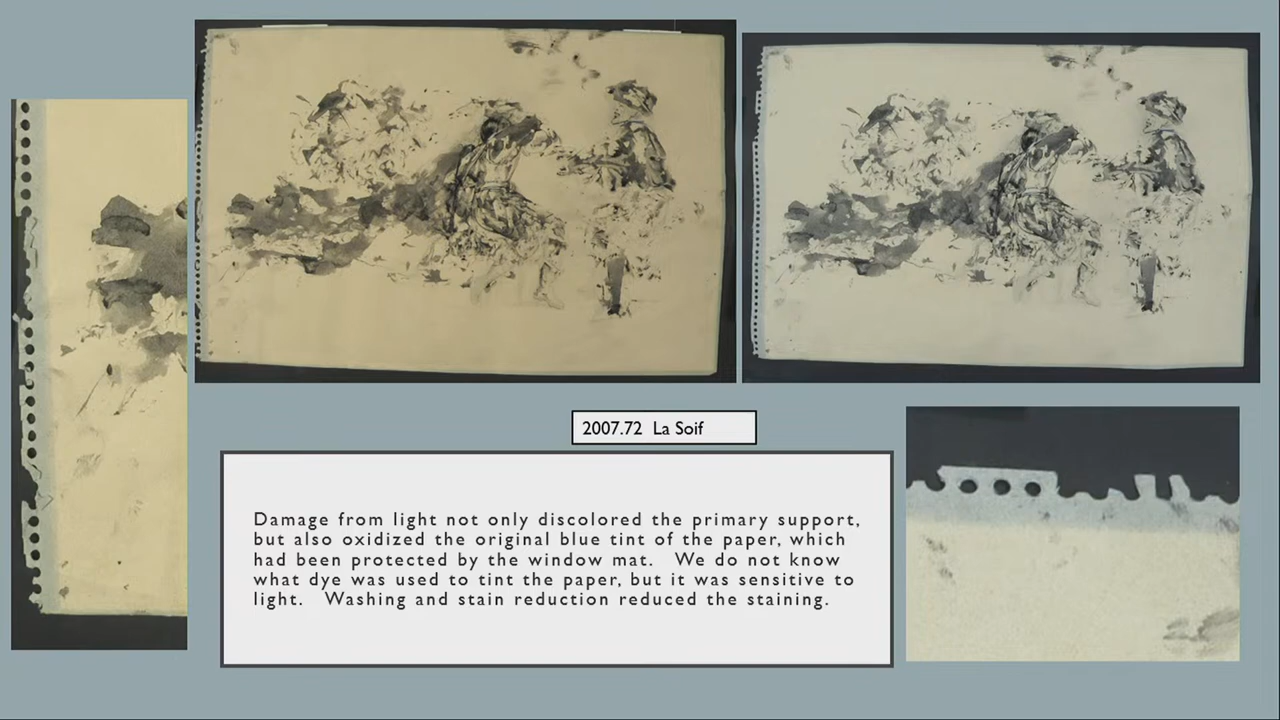 2007.72 La Soif
Damage from light not only discolored the primary support,
but also oxidized the original blue tint of the paper, which
had been protected by the window mat. We do not know
what dye was used to tint the paper, but it was sensitive to
light. Washing and stain reduction reduced the staining.